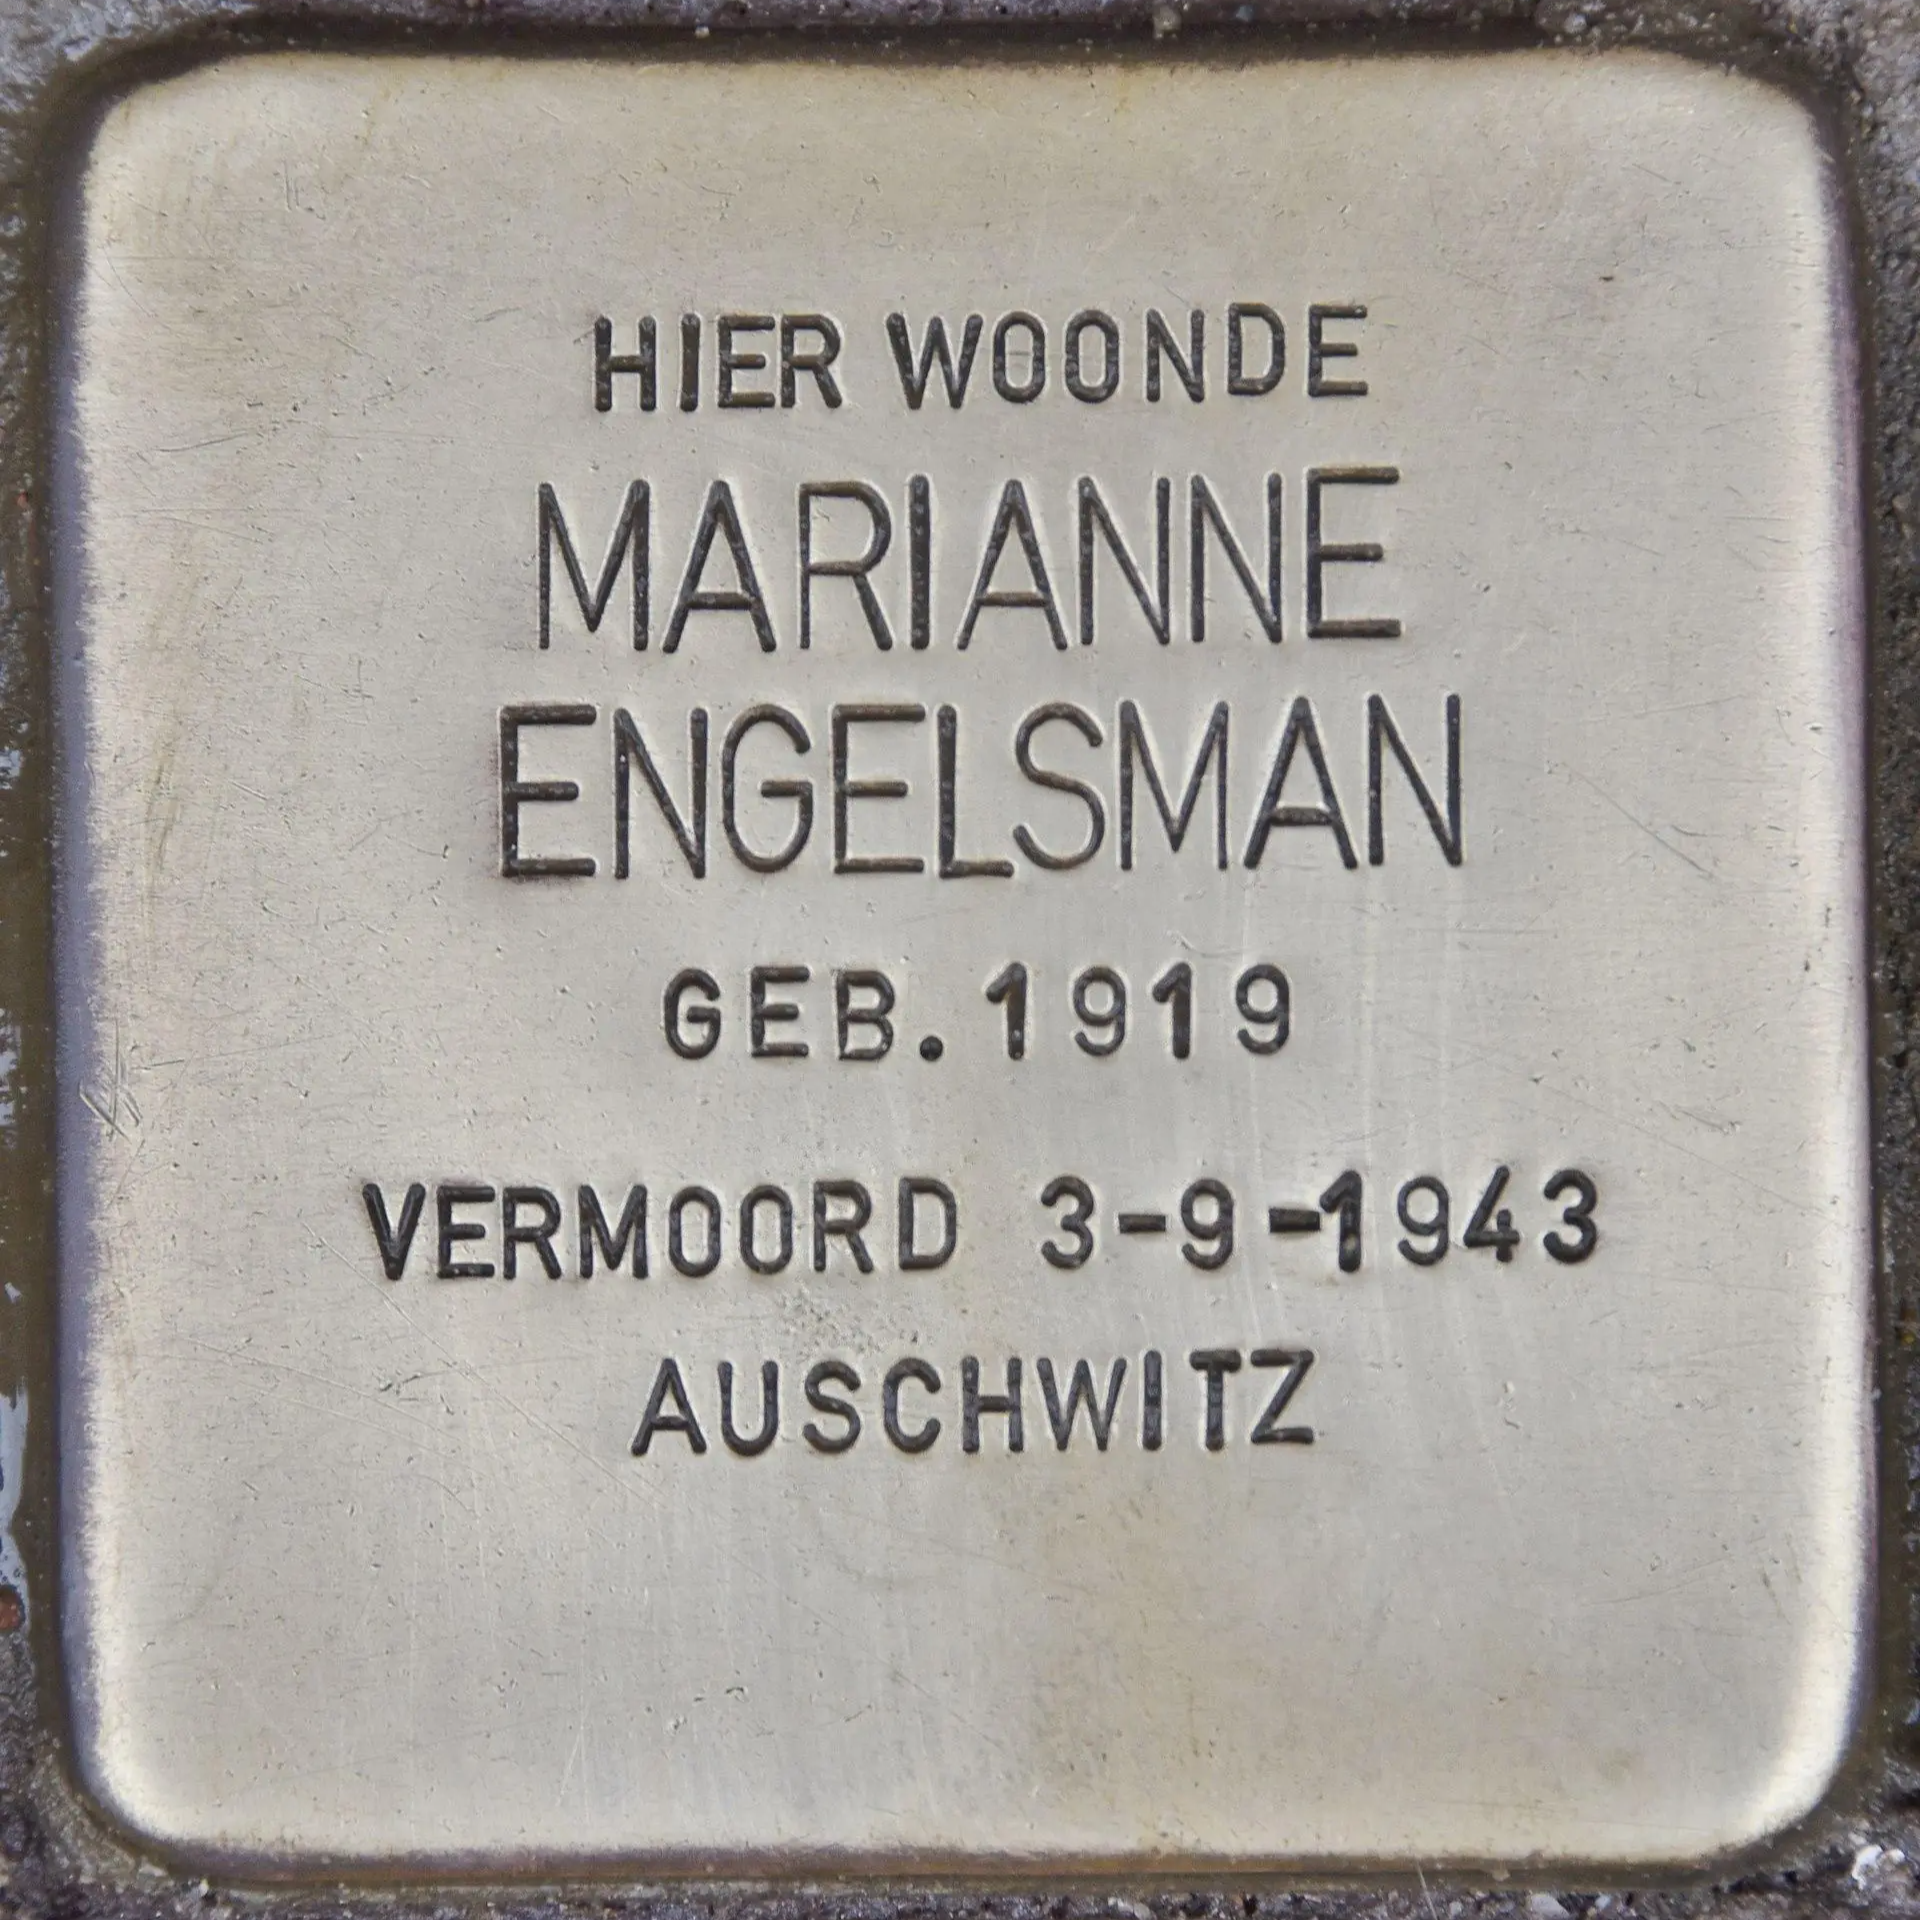 HIER WOONDE
MARIANNE
ENGELSMAN
GEB. 1919
VERMOORD 3-9-1943
AUSCHWITZ